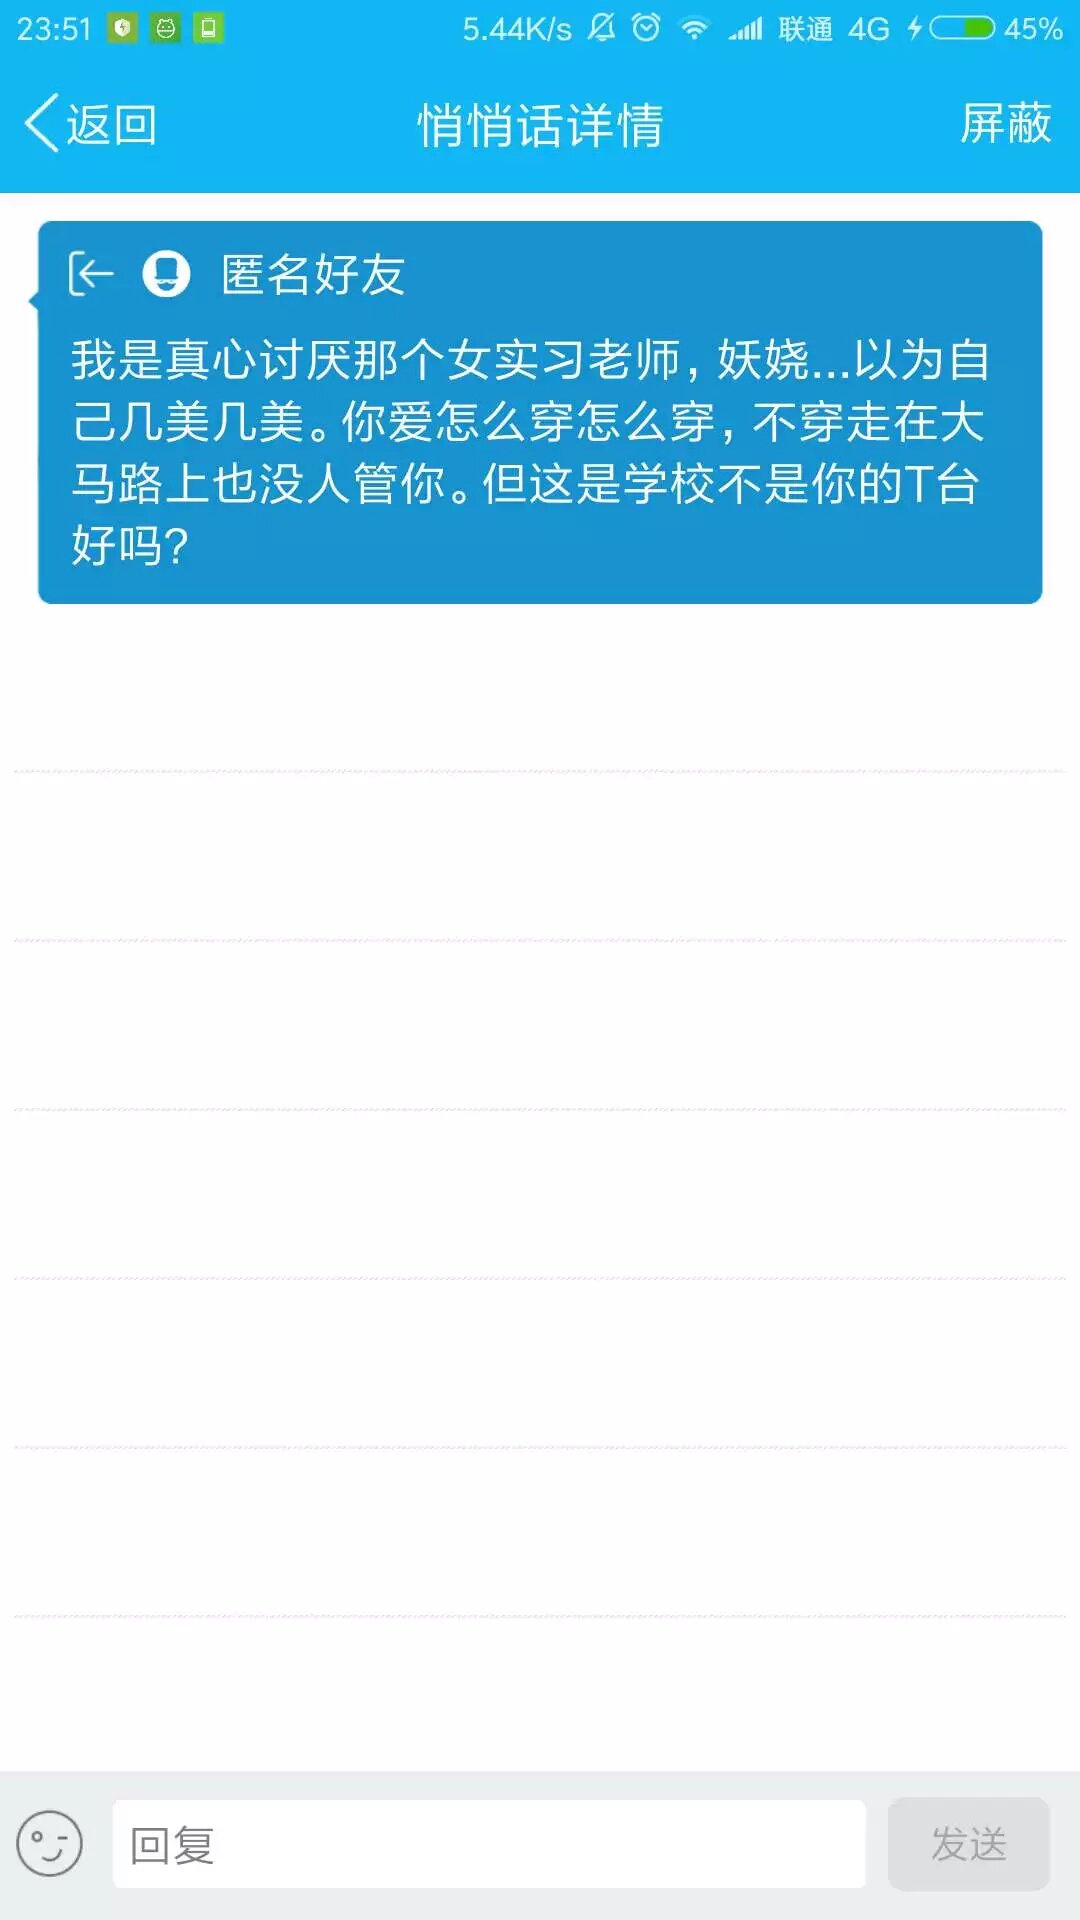 23:51 5.44K/s 联通 4G 45%
返回 悄悄话详情 屏蔽
匿名好友
我是真心讨厌那个女实习老师，妖娆...以为自
己几美几美。你爱怎么穿怎么穿，不穿走在大
马路上也没人管你。但这是学校不是你的T台
好吗？
回复 发送